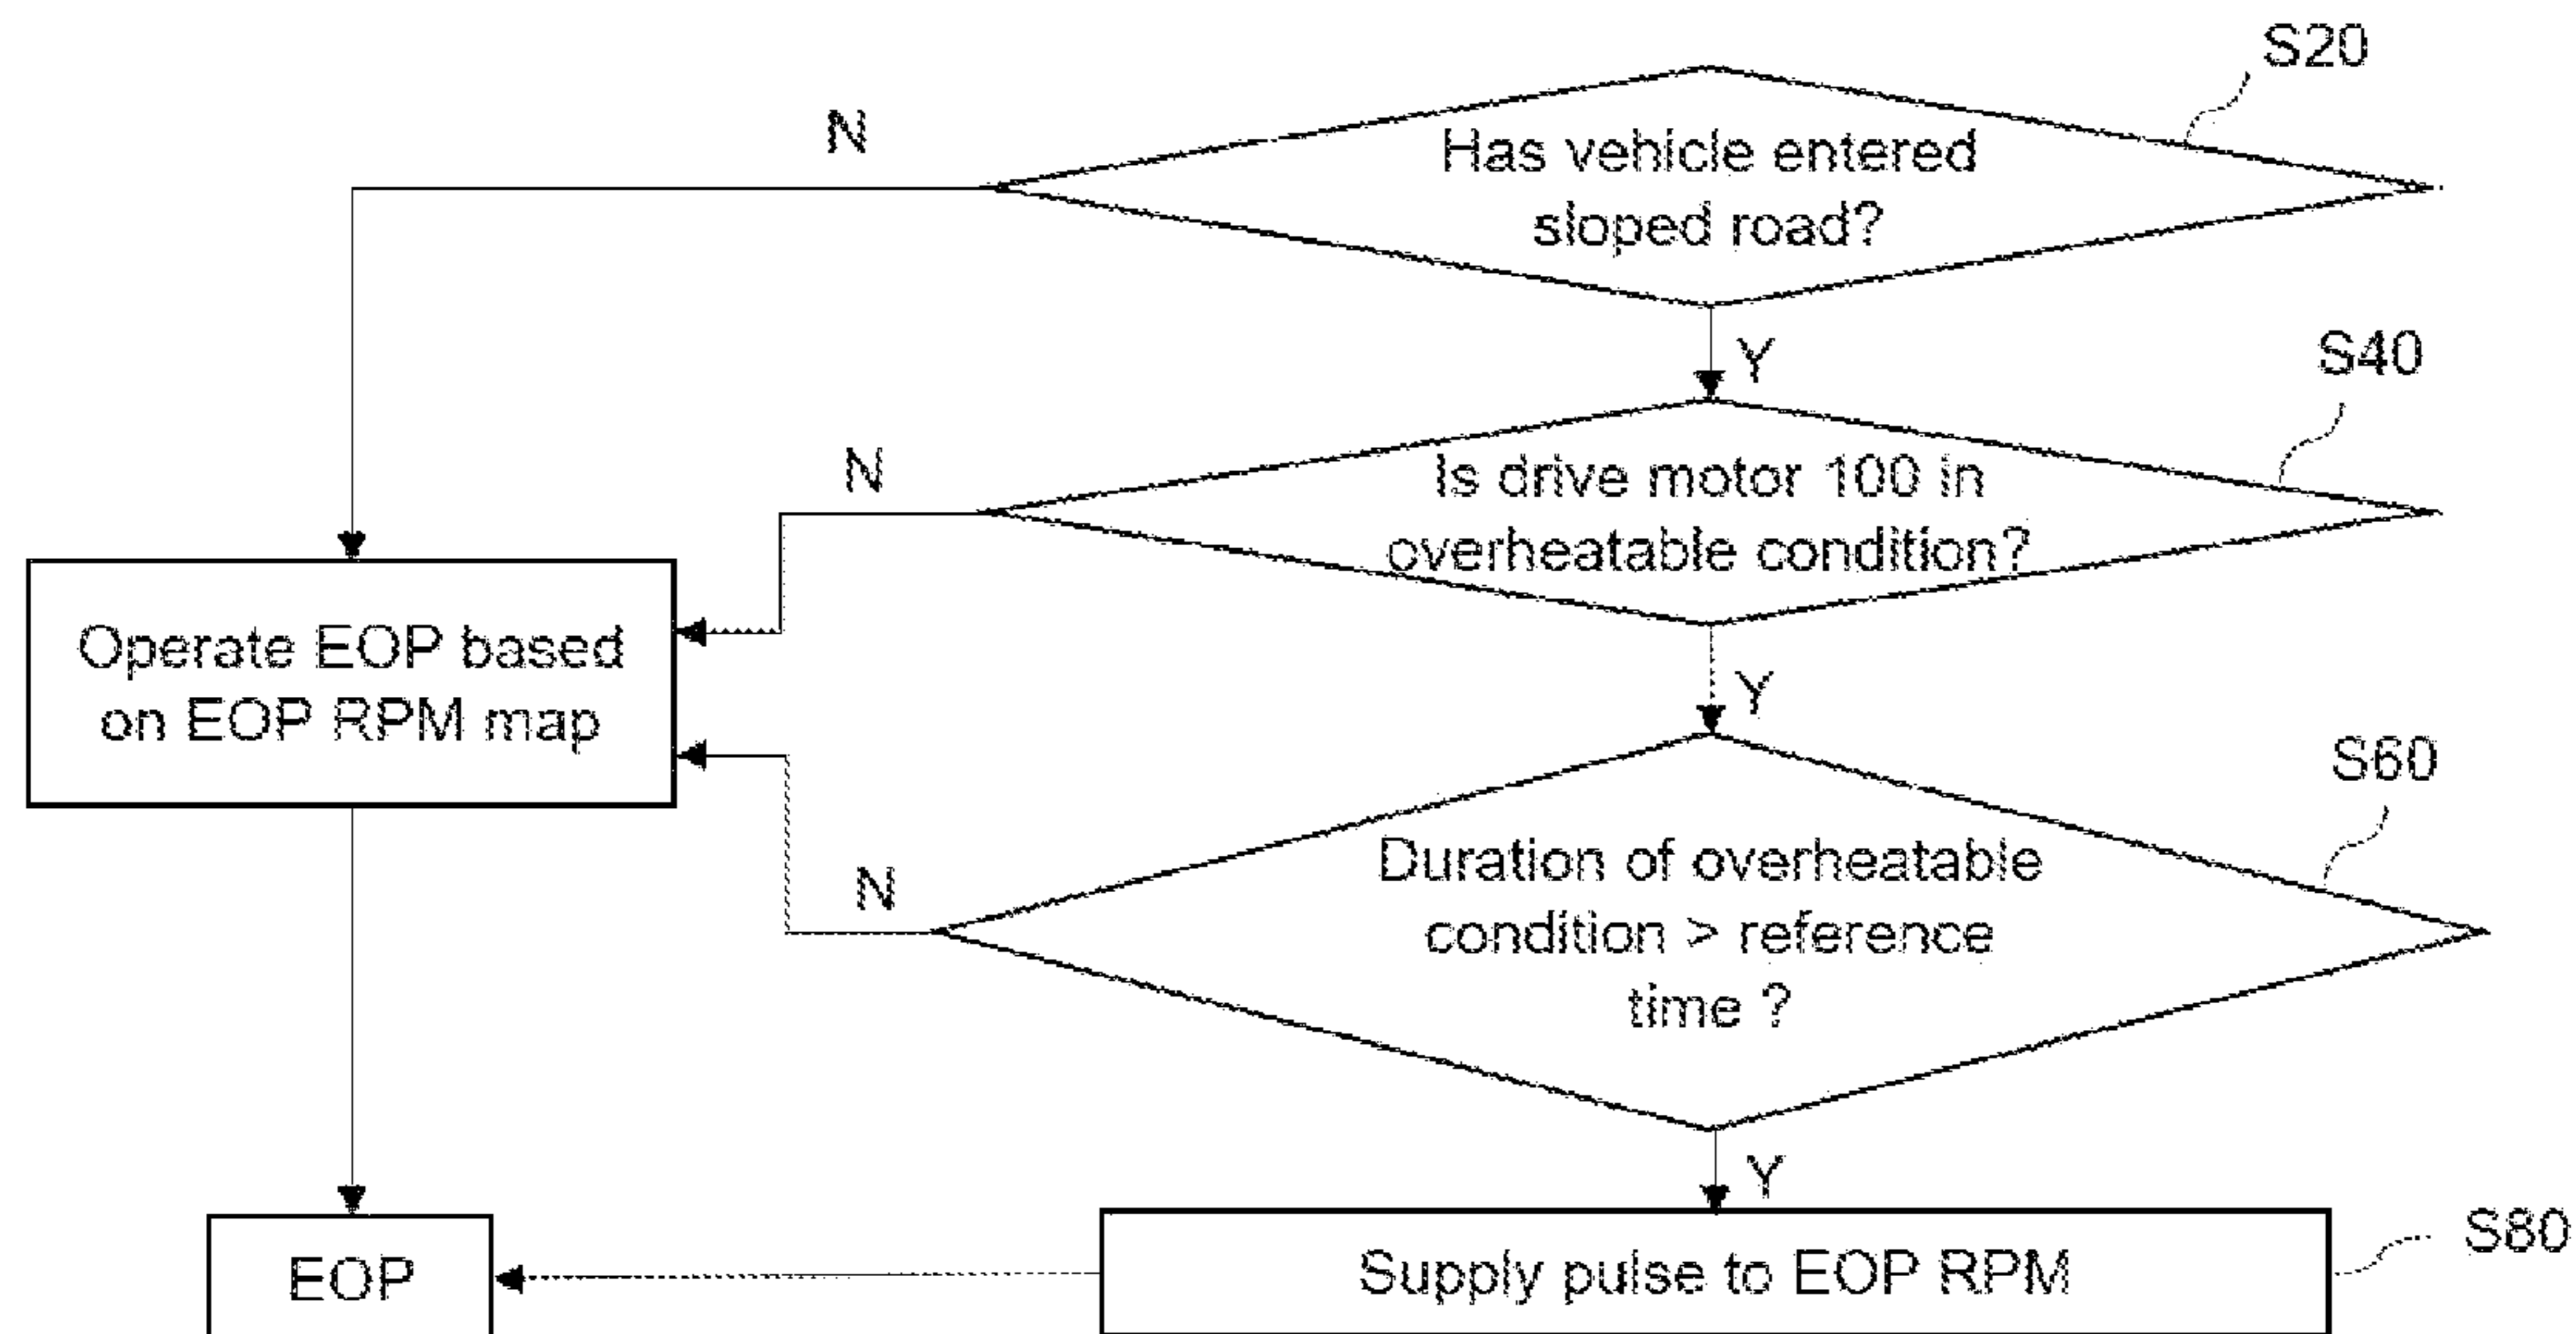 S20
N
Has vehicle entered
sloped road?
Y
S40
N
Is drive motor 100 in
overheatable condition?
Operate EOP based
on EOP RPM map
Y
S60
N
Duration of overheatable
condition > reference
time ?
Y
S80
EOP
Supply pulse to EOP RPM